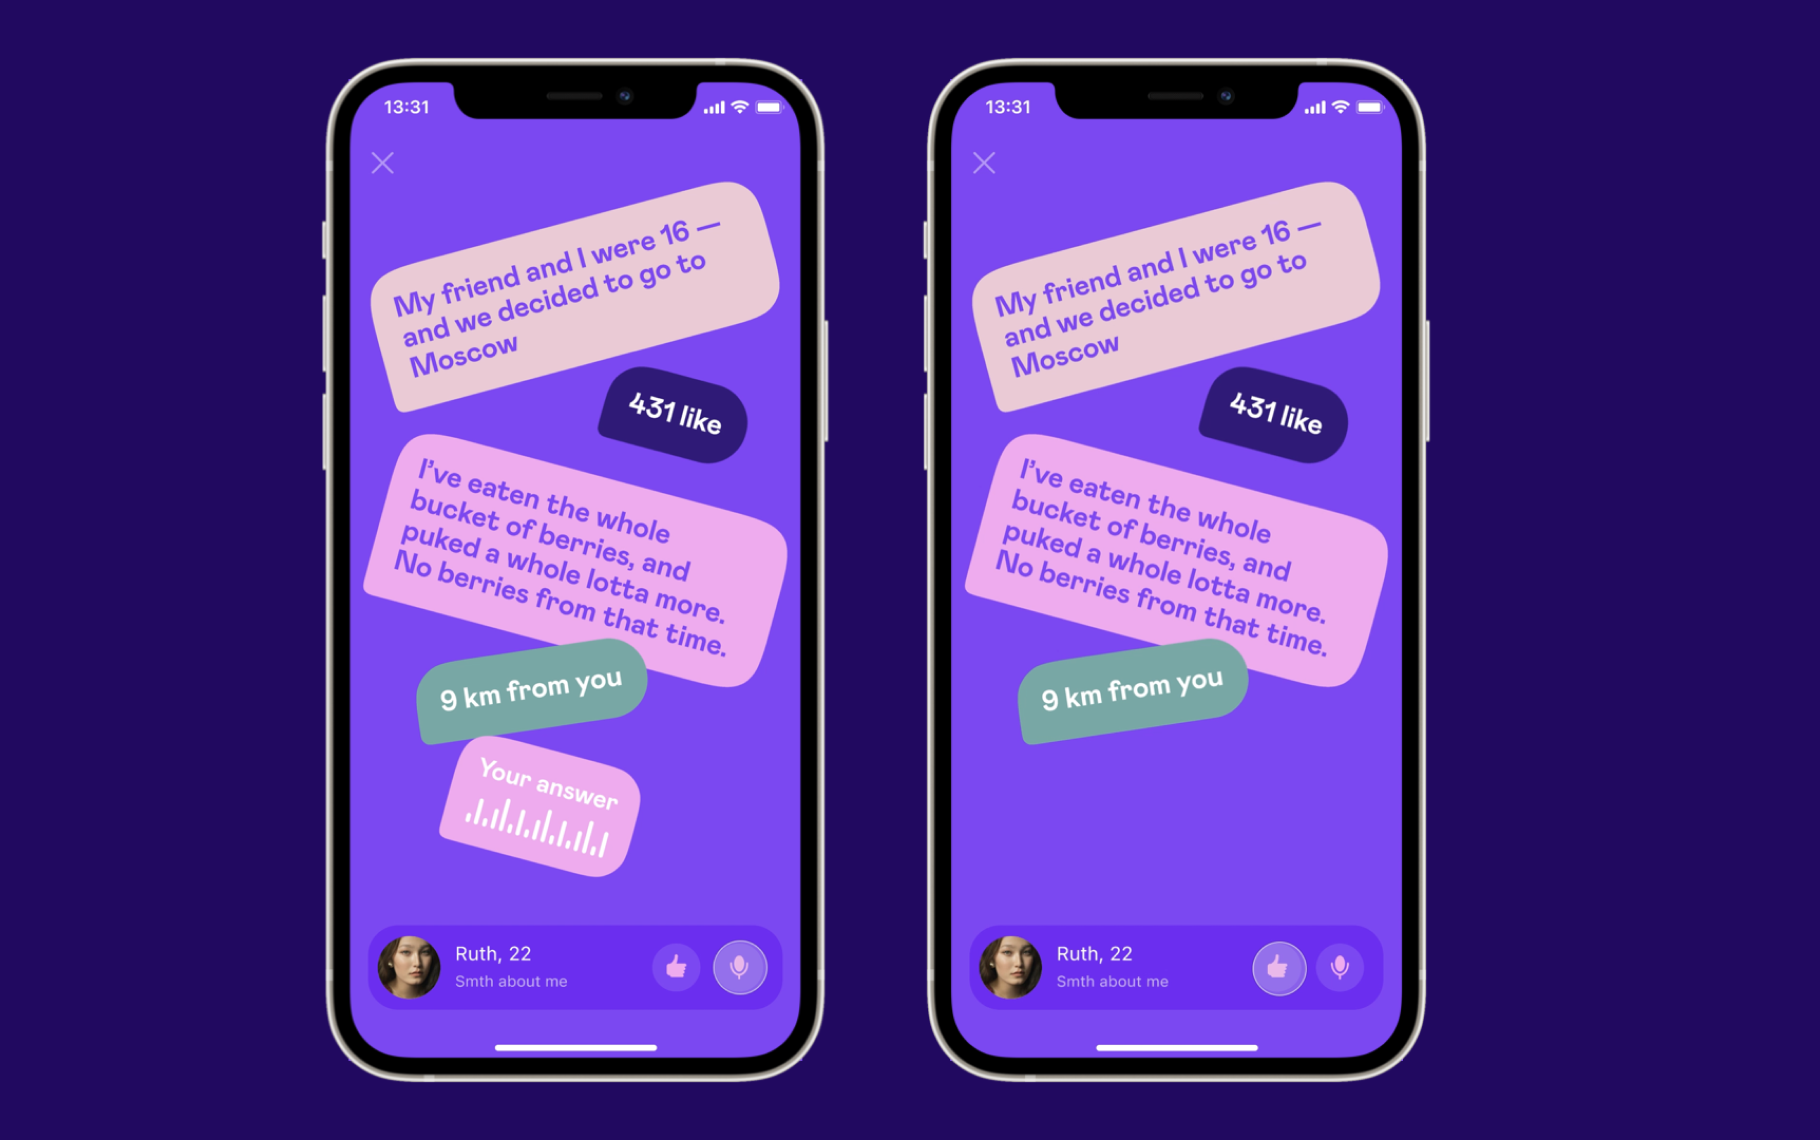 13:31
My friend and I were 16 —
and we decided to go to
Moscow
431 like
I've eaten the whole
bucket of berries, and
puked a whole lotta more.
No berries from that time.
9 km from you
Your answer
Ruth, 22
Smth about me
13:31
My friend and I were 16 —
and we decided to go to
Moscow
431 like
I've eaten the whole
bucket of berries, and
puked a whole lotta more.
No berries from that time.
9 km from you
Ruth, 22
Smth about me